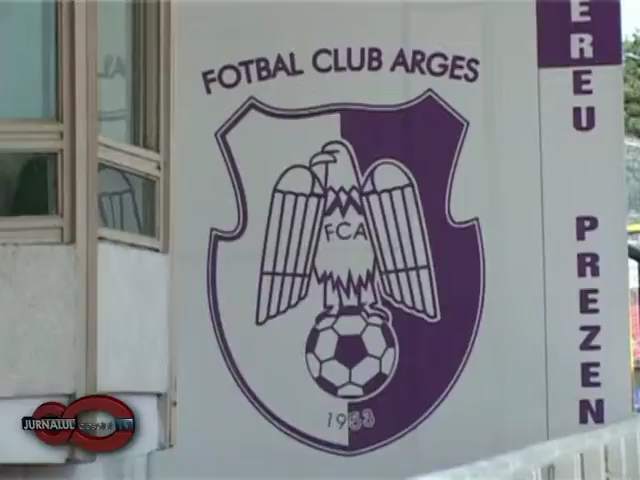 FOTBAL CLUB ARGES
FCA
1953
EREU PREZEN
JURNALUL